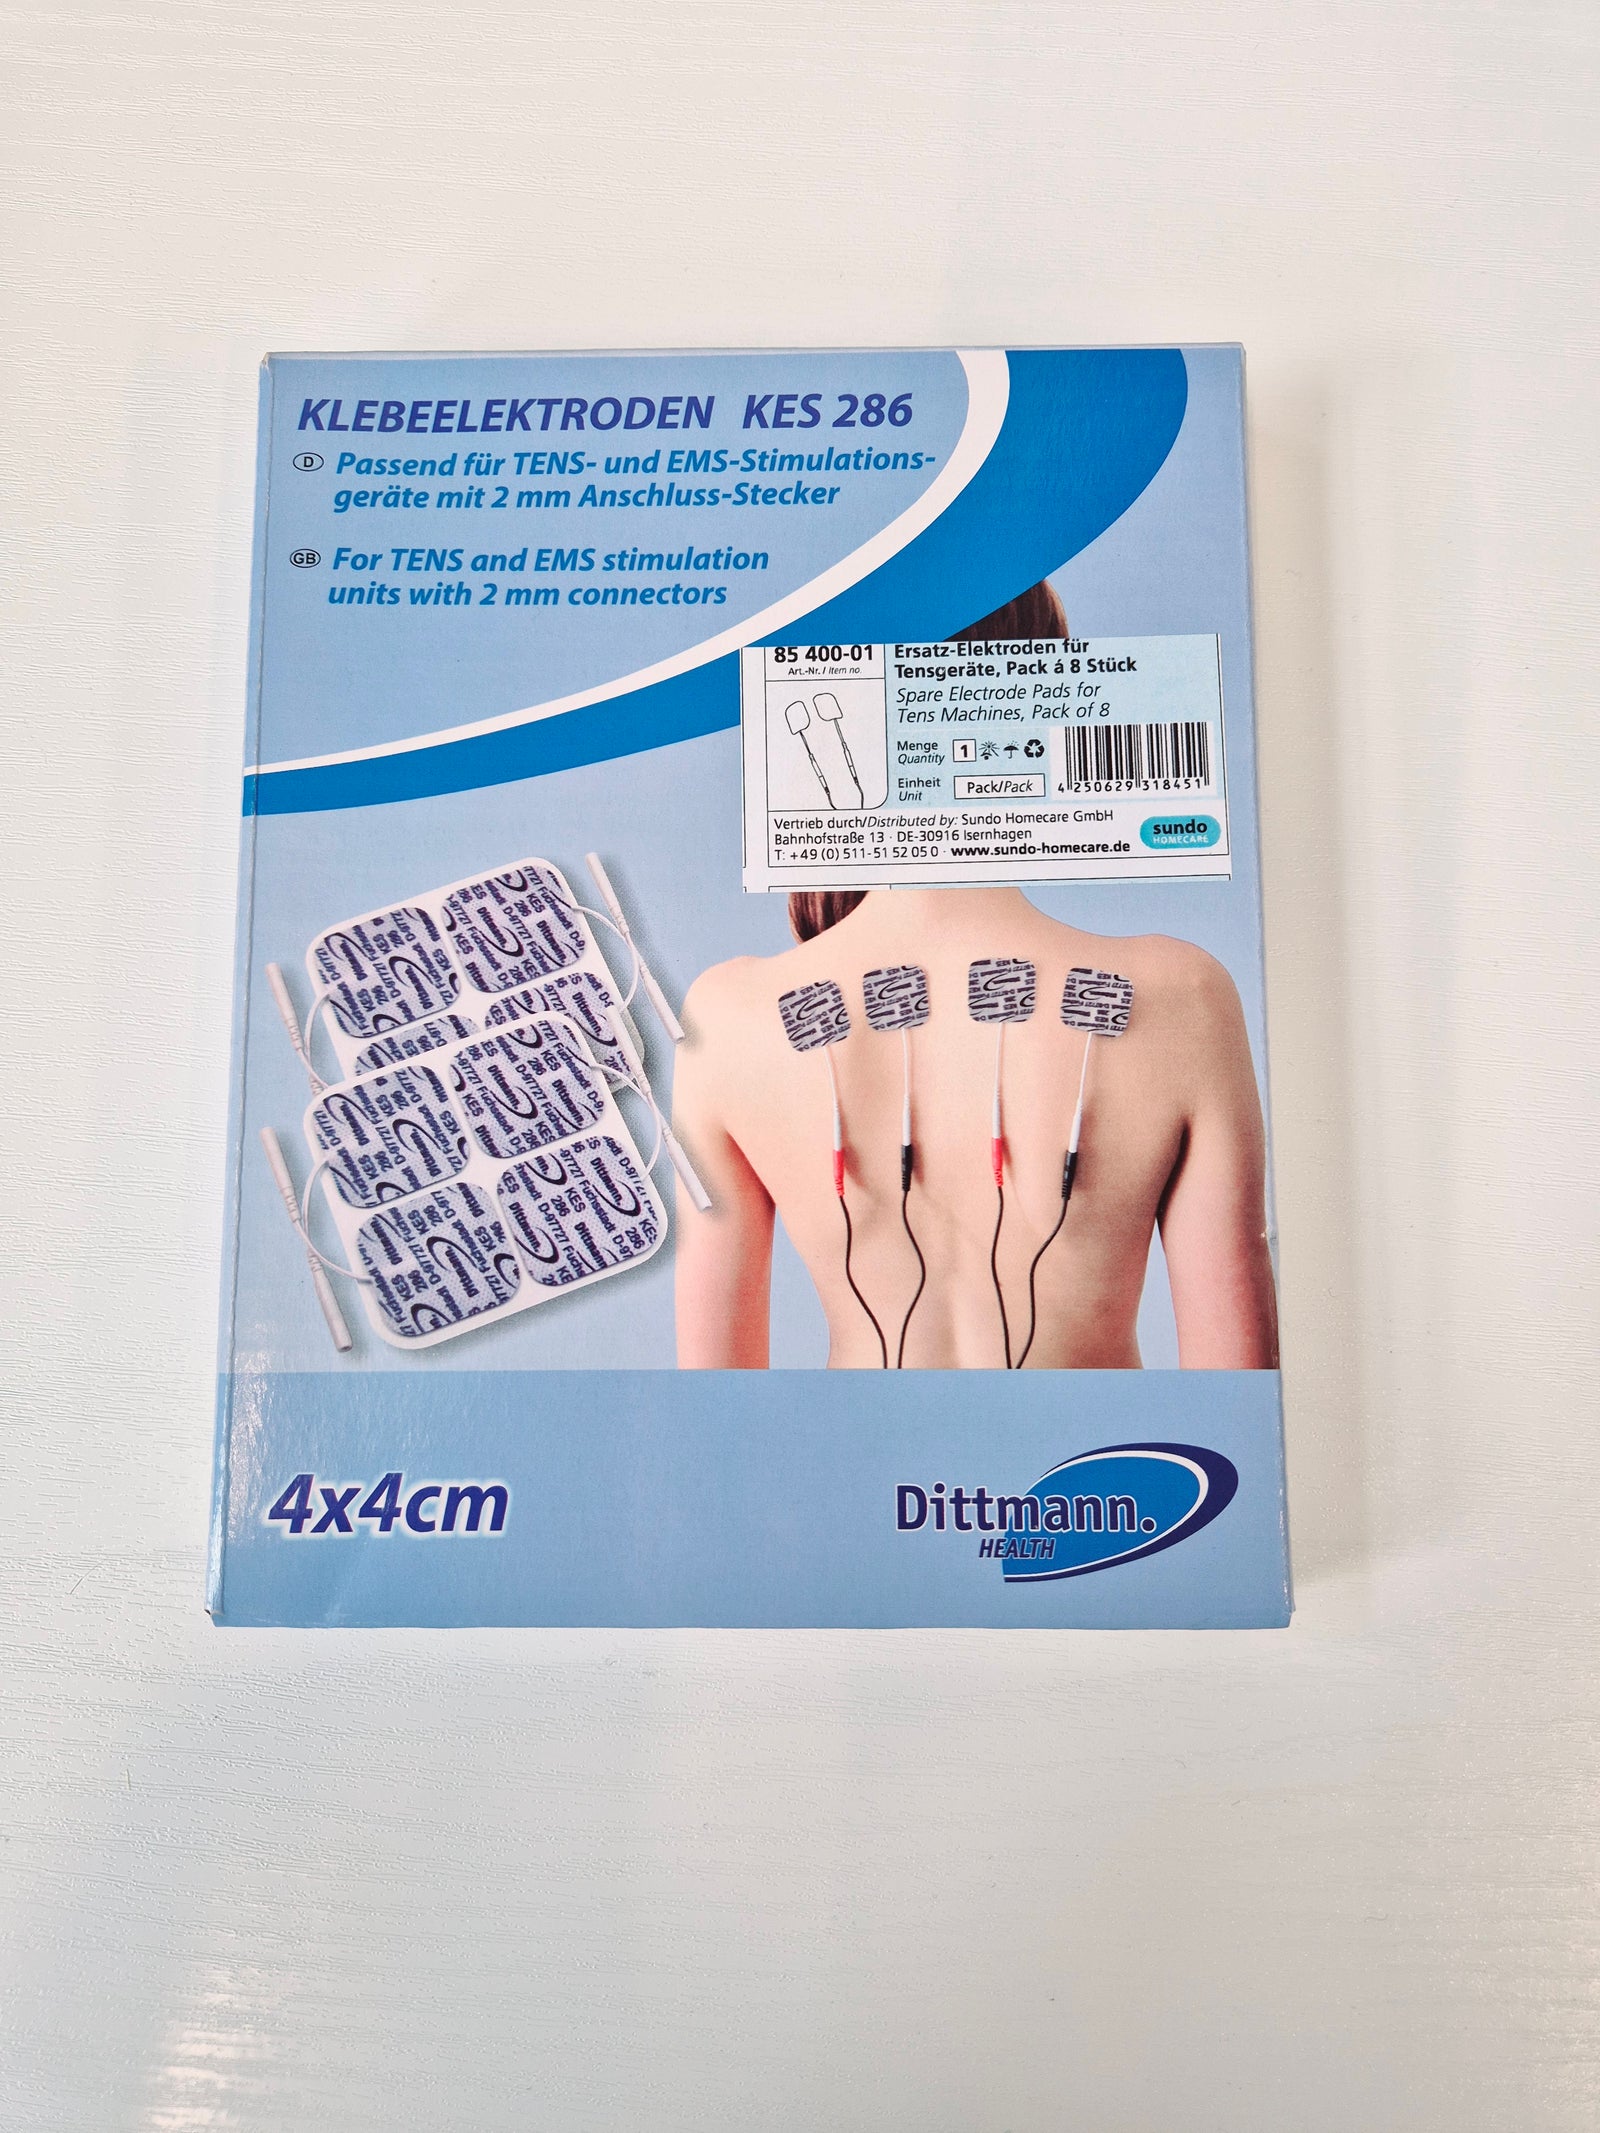 KLEBEELEKTRODEN KES 286
D Passend für TENS- und EMS-Stimulations-
geräte mit 2 mm Anschluss-Stecker
GB For TENS and EMS stimulation
units with 2 mm connectors
85 400-01
Art.-Nr. / Item no.
Ersatz-Elektroden für
Tensgeräte, Pack á 8 Stück
Spare Electrode Pads for
Tens Machines, Pack of 8
Menge
Quantity
1
Einheit
Unit
Pack/Pack
4 250629 318451
Vertrieb durch/Distributed by: Sundo Homecare GmbH
Bahnhofstraße 13 · DE-30916 Isernhagen
T: +49 (0) 511-51 52 05 0 · www.sundo-homecare.de
sundo
HOMECARE
4x4cm
Dittmann.
HEALTH